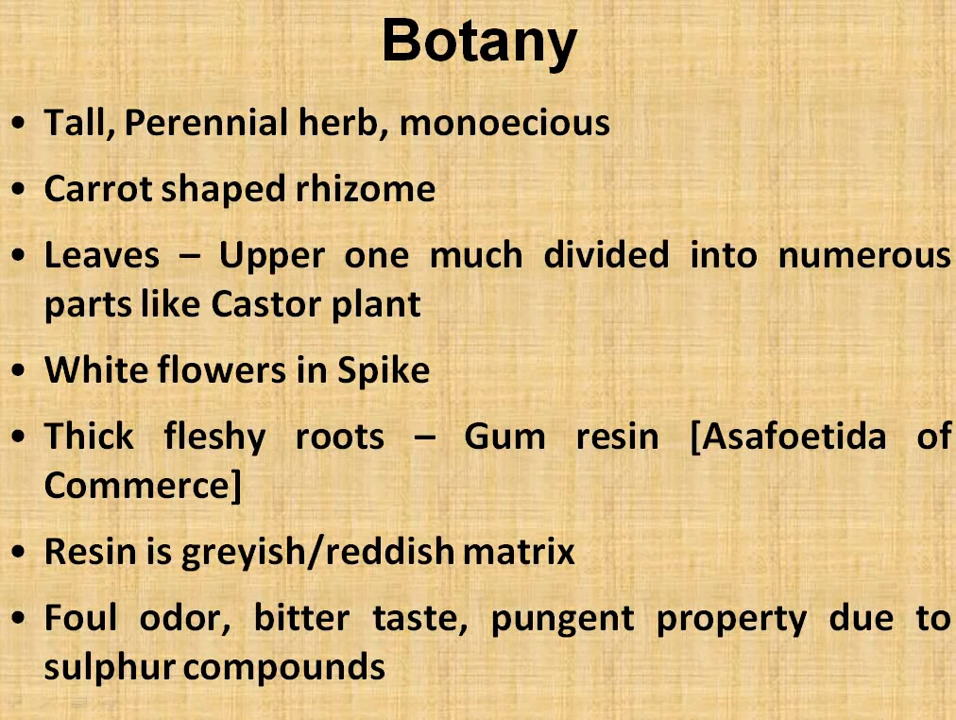 Botany
• Tall, Perennial herb, monoecious
• Carrot shaped rhizome
• Leaves – Upper one much divided into numerous
parts like Castor plant
• White flowers in Spike
• Thick fleshy roots – Gum resin [Asafoetida of
Commerce]
• Resin is greyish/reddish matrix
• Foul odor, bitter taste, pungent property due to
sulphur compounds